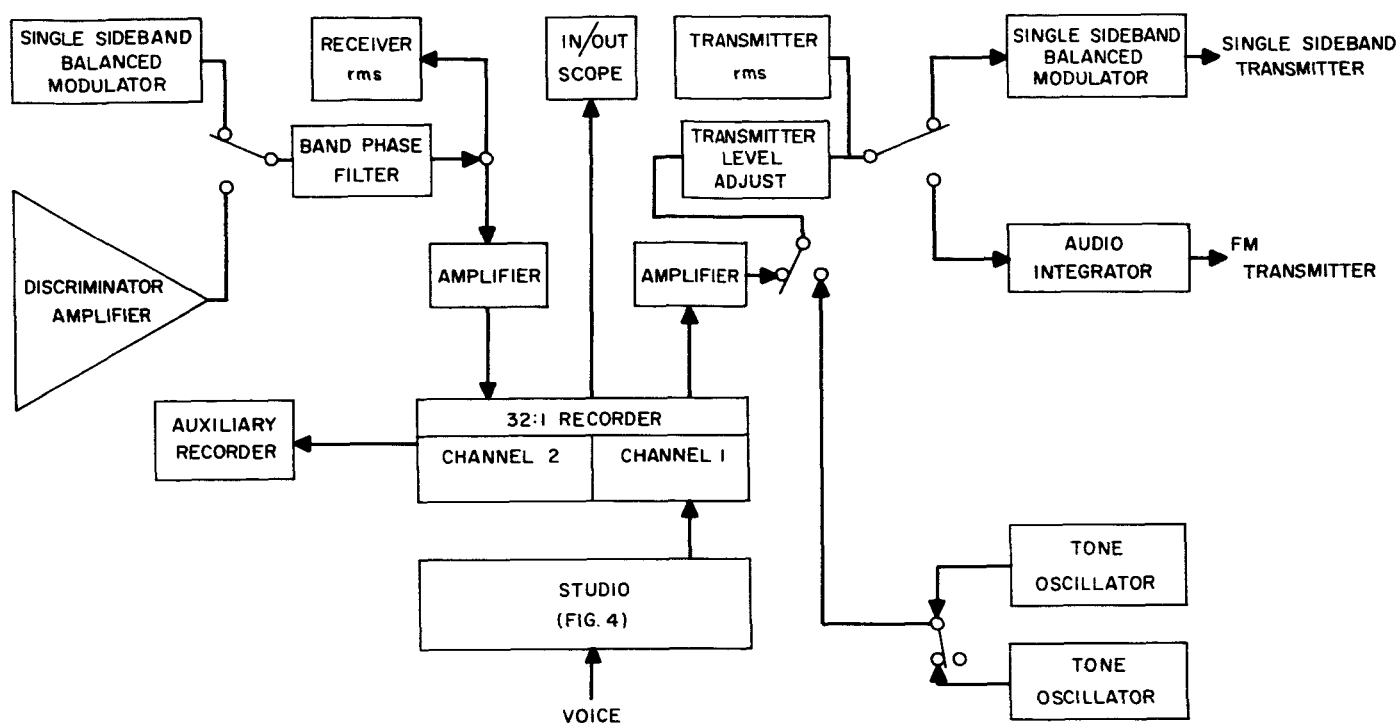 SINGLE SIDEBAND
BALANCED
MODULATOR
RECEIVER
rms
IN/OUT
SCOPE
TRANSMITTER
rms
SINGLE SIDEBAND
BALANCED
MODULATOR
SINGLE SIDEBAND
TRANSMITTER
BAND PHASE
FILTER
TRANSMITTER
LEVEL
ADJUST
DISCRIMINATOR
AMPLIFIER
AMPLIFIER
AMPLIFIER
AUDIO
INTEGRATOR
FM
TRANSMITTER
AUXILIARY
RECORDER
32:1 RECORDER
CHANNEL 2
CHANNEL 1
STUDIO
(FIG. 4)
VOICE
TONE
OSCILLATOR
TONE
OSCILLATOR